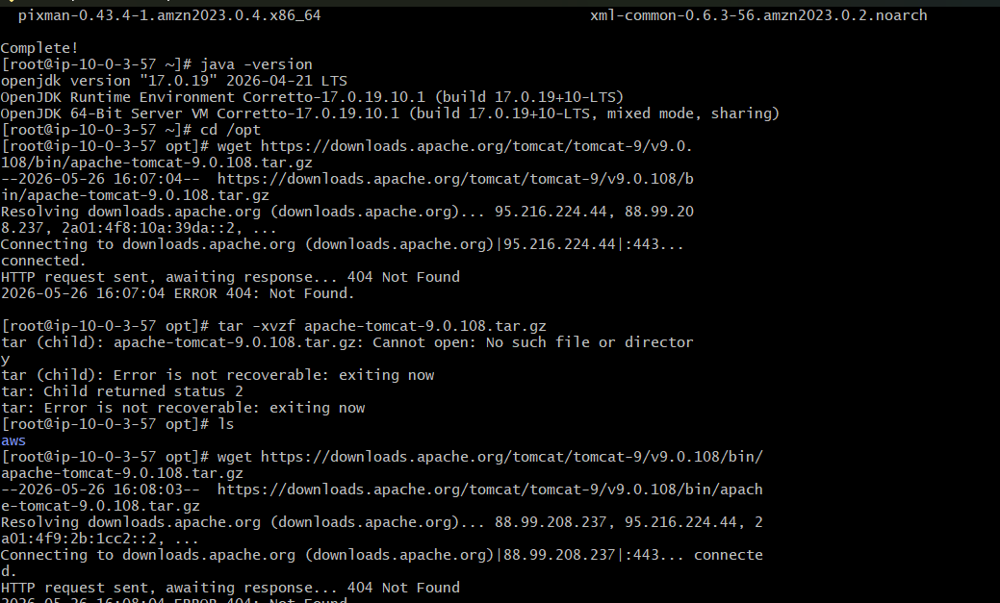 pixman-0.43.4-1.amzn2023.0.4.x86_64 xml-common-0.6.3-56.amzn2023.0.2.noarch
Complete!
[root@ip-10-0-3-57 ~]# java -version
openjdk version "17.0.19" 2026-04-21 LTS
OpenJDK Runtime Environment Corretto-17.0.19.10.1 (build 17.0.19+10-LTS)
OpenJDK 64-Bit Server VM Corretto-17.0.19.10.1 (build 17.0.19+10-LTS, mixed mode, sharing)
[root@ip-10-0-3-57 ~]# cd /opt
[root@ip-10-0-3-57 opt]# wget https://downloads.apache.org/tomcat/tomcat-9/v9.0.
108/bin/apache-tomcat-9.0.108.tar.gz
--2026-05-26 16:07:04--  https://downloads.apache.org/tomcat/tomcat-9/v9.0.108/b
in/apache-tomcat-9.0.108.tar.gz
Resolving downloads.apache.org (downloads.apache.org)... 95.216.224.44, 88.99.20
8.237, 2a01:4f8:10a:39da::2, ...
Connecting to downloads.apache.org (downloads.apache.org)|95.216.224.44|:443...
connected.
HTTP request sent, awaiting response... 404 Not Found
2026-05-26 16:07:04 ERROR 404: Not Found.
[root@ip-10-0-3-57 opt]# tar -xvzf apache-tomcat-9.0.108.tar.gz
tar (child): apache-tomcat-9.0.108.tar.gz: Cannot open: No such file or director
y
tar (child): Error is not recoverable: exiting now
tar: Child returned status 2
tar: Error is not recoverable: exiting now
[root@ip-10-0-3-57 opt]# ls
aws
[root@ip-10-0-3-57 opt]# wget https://downloads.apache.org/tomcat/tomcat-9/v9.0.108/bin/
apache-tomcat-9.0.108.tar.gz
--2026-05-26 16:08:03--  https://downloads.apache.org/tomcat/tomcat-9/v9.0.108/bin/apach
e-tomcat-9.0.108.tar.gz
Resolving downloads.apache.org (downloads.apache.org)... 88.99.208.237, 95.216.224.44, 2
a01:4f9:2b:1cc2::2, ...
Connecting to downloads.apache.org (downloads.apache.org)|88.99.208.237|:443... connecte
d.
HTTP request sent, awaiting response... 404 Not Found
2026-05-26 16:08:04 ERROR 404: Not Found.